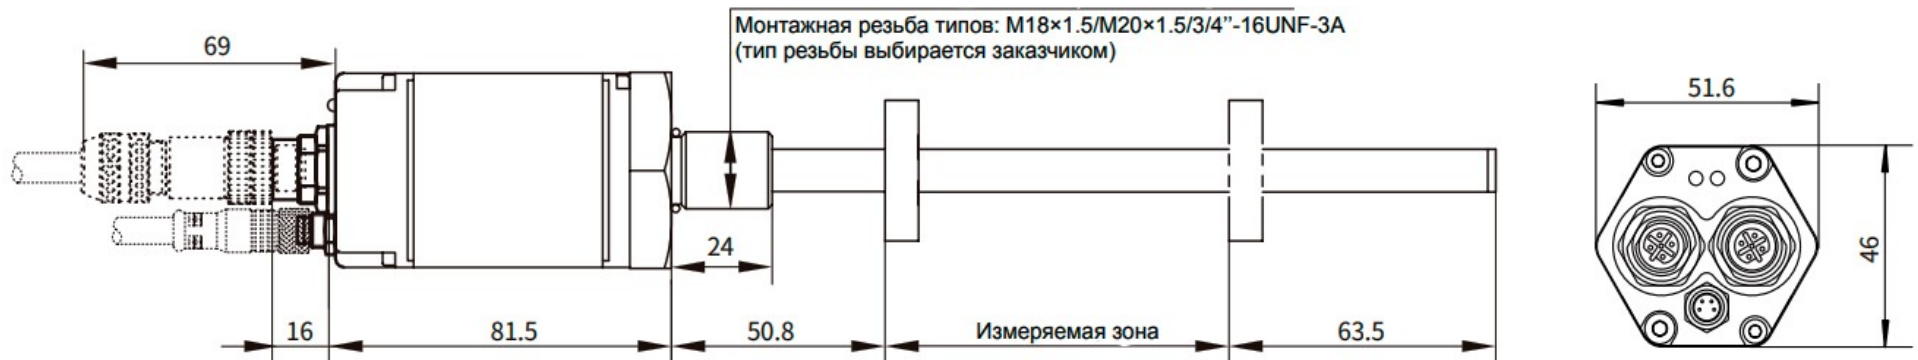 Монтажная резьба типов: M18×1.5/M20×1.5/3/4’’-16UNF-3A
(тип резьбы выбирается заказчиком)
69
51.6
24
46
16
81.5
50.8
Измеряемая зона
63.5